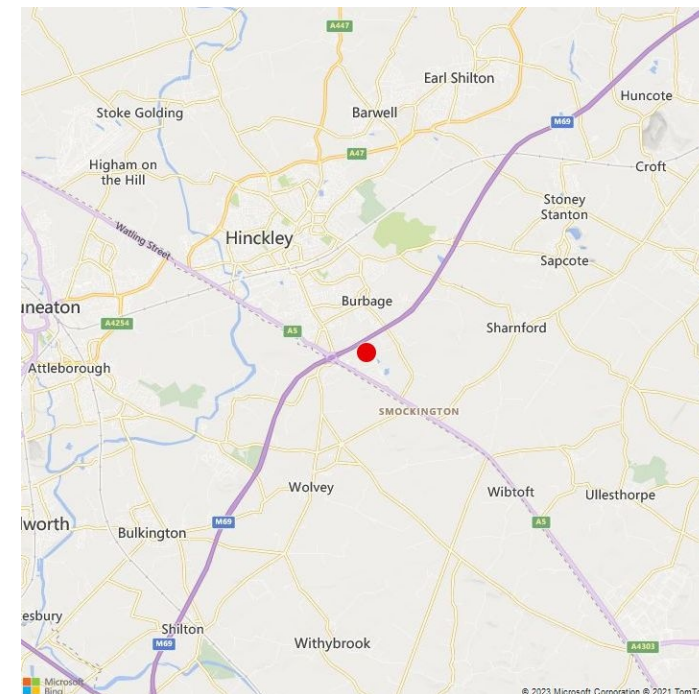 A447
Earl Shilton
Huncote
Stoke Golding
Barwell
M69
A47
Croft
Higham on
the Hill
Stoney
Stanton
Watling Street
Hinckley
Sapcote
Burbage
uneaton
A4254
A5
Sharnford
Attleborough
SMOCKINGTON
Wolvey
Wibtoft
Ullesthorpe
lworth
M69
A5
Bulkington
esbury
Shilton
Withybrook
M69
A4303
Microsoft
Bing
© 2023 Microsoft Corporation © 2021 TomTo